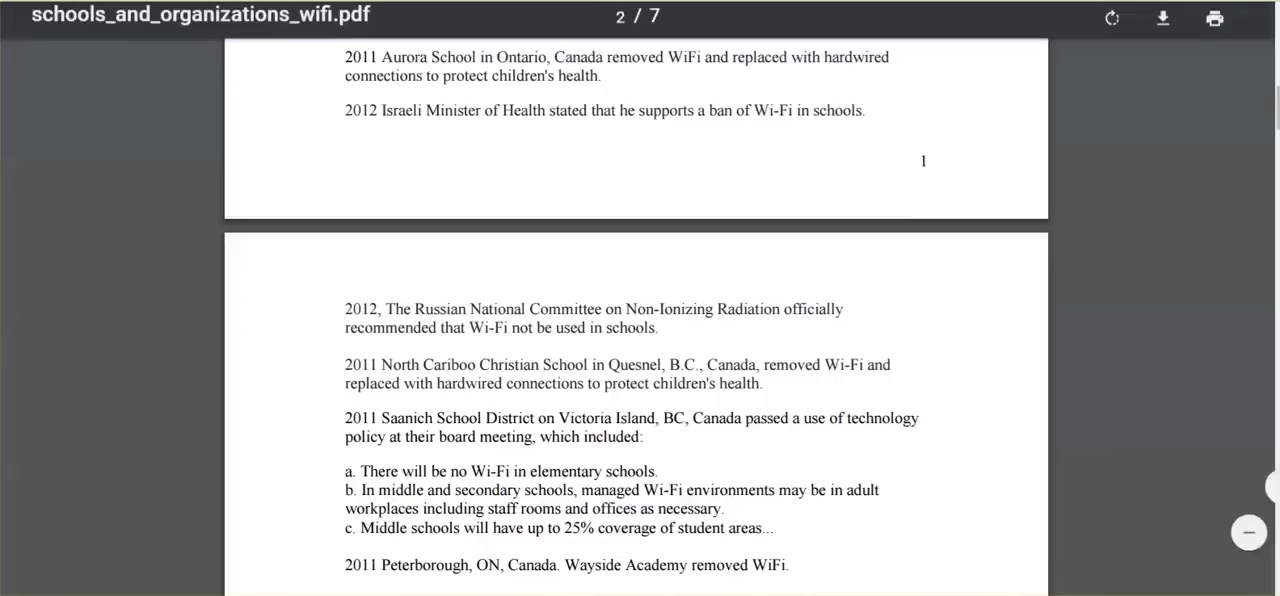 schools_and_organizations_wifi.pdf
2 / 7
2011 Aurora School in Ontario, Canada removed WiFi and replaced with hardwired
connections to protect children's health.
2012 Israeli Minister of Health stated that he supports a ban of Wi-Fi in schools.
1
2012, The Russian National Committee on Non-Ionizing Radiation officially
recommended that Wi-Fi not be used in schools.
2011 North Cariboo Christian School in Quesnel, B.C., Canada, removed Wi-Fi and
replaced with hardwired connections to protect children's health.
2011 Saanich School District on Victoria Island, BC, Canada passed a use of technology
policy at their board meeting, which included:
a. There will be no Wi-Fi in elementary schools.
b. In middle and secondary schools, managed Wi-Fi environments may be in adult
workplaces including staff rooms and offices as necessary.
c. Middle schools will have up to 25% coverage of student areas...
2011 Peterborough, ON, Canada. Wayside Academy removed WiFi.